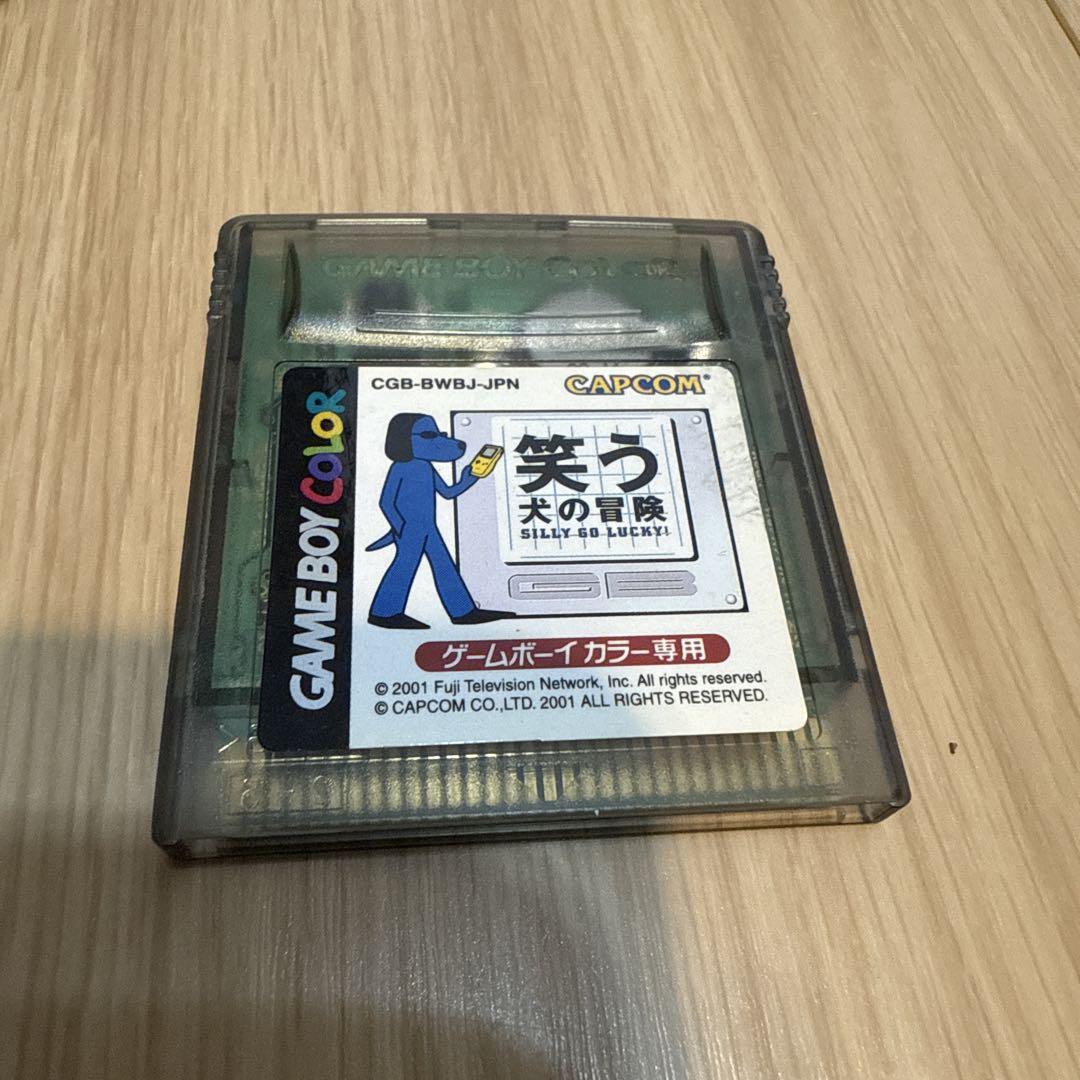 GAME BOY COLOR
CGB-BWBJ-JPN
CAPCOM
GAME BOY COLOR
笑う
犬の冒険
SILLY GO LUCKY!
GB
ゲームボーイカラー専用
© 2001 Fuji Television Network, Inc. All rights reserved.
© CAPCOM CO.,LTD. 2001 ALL RIGHTS RESERVED.